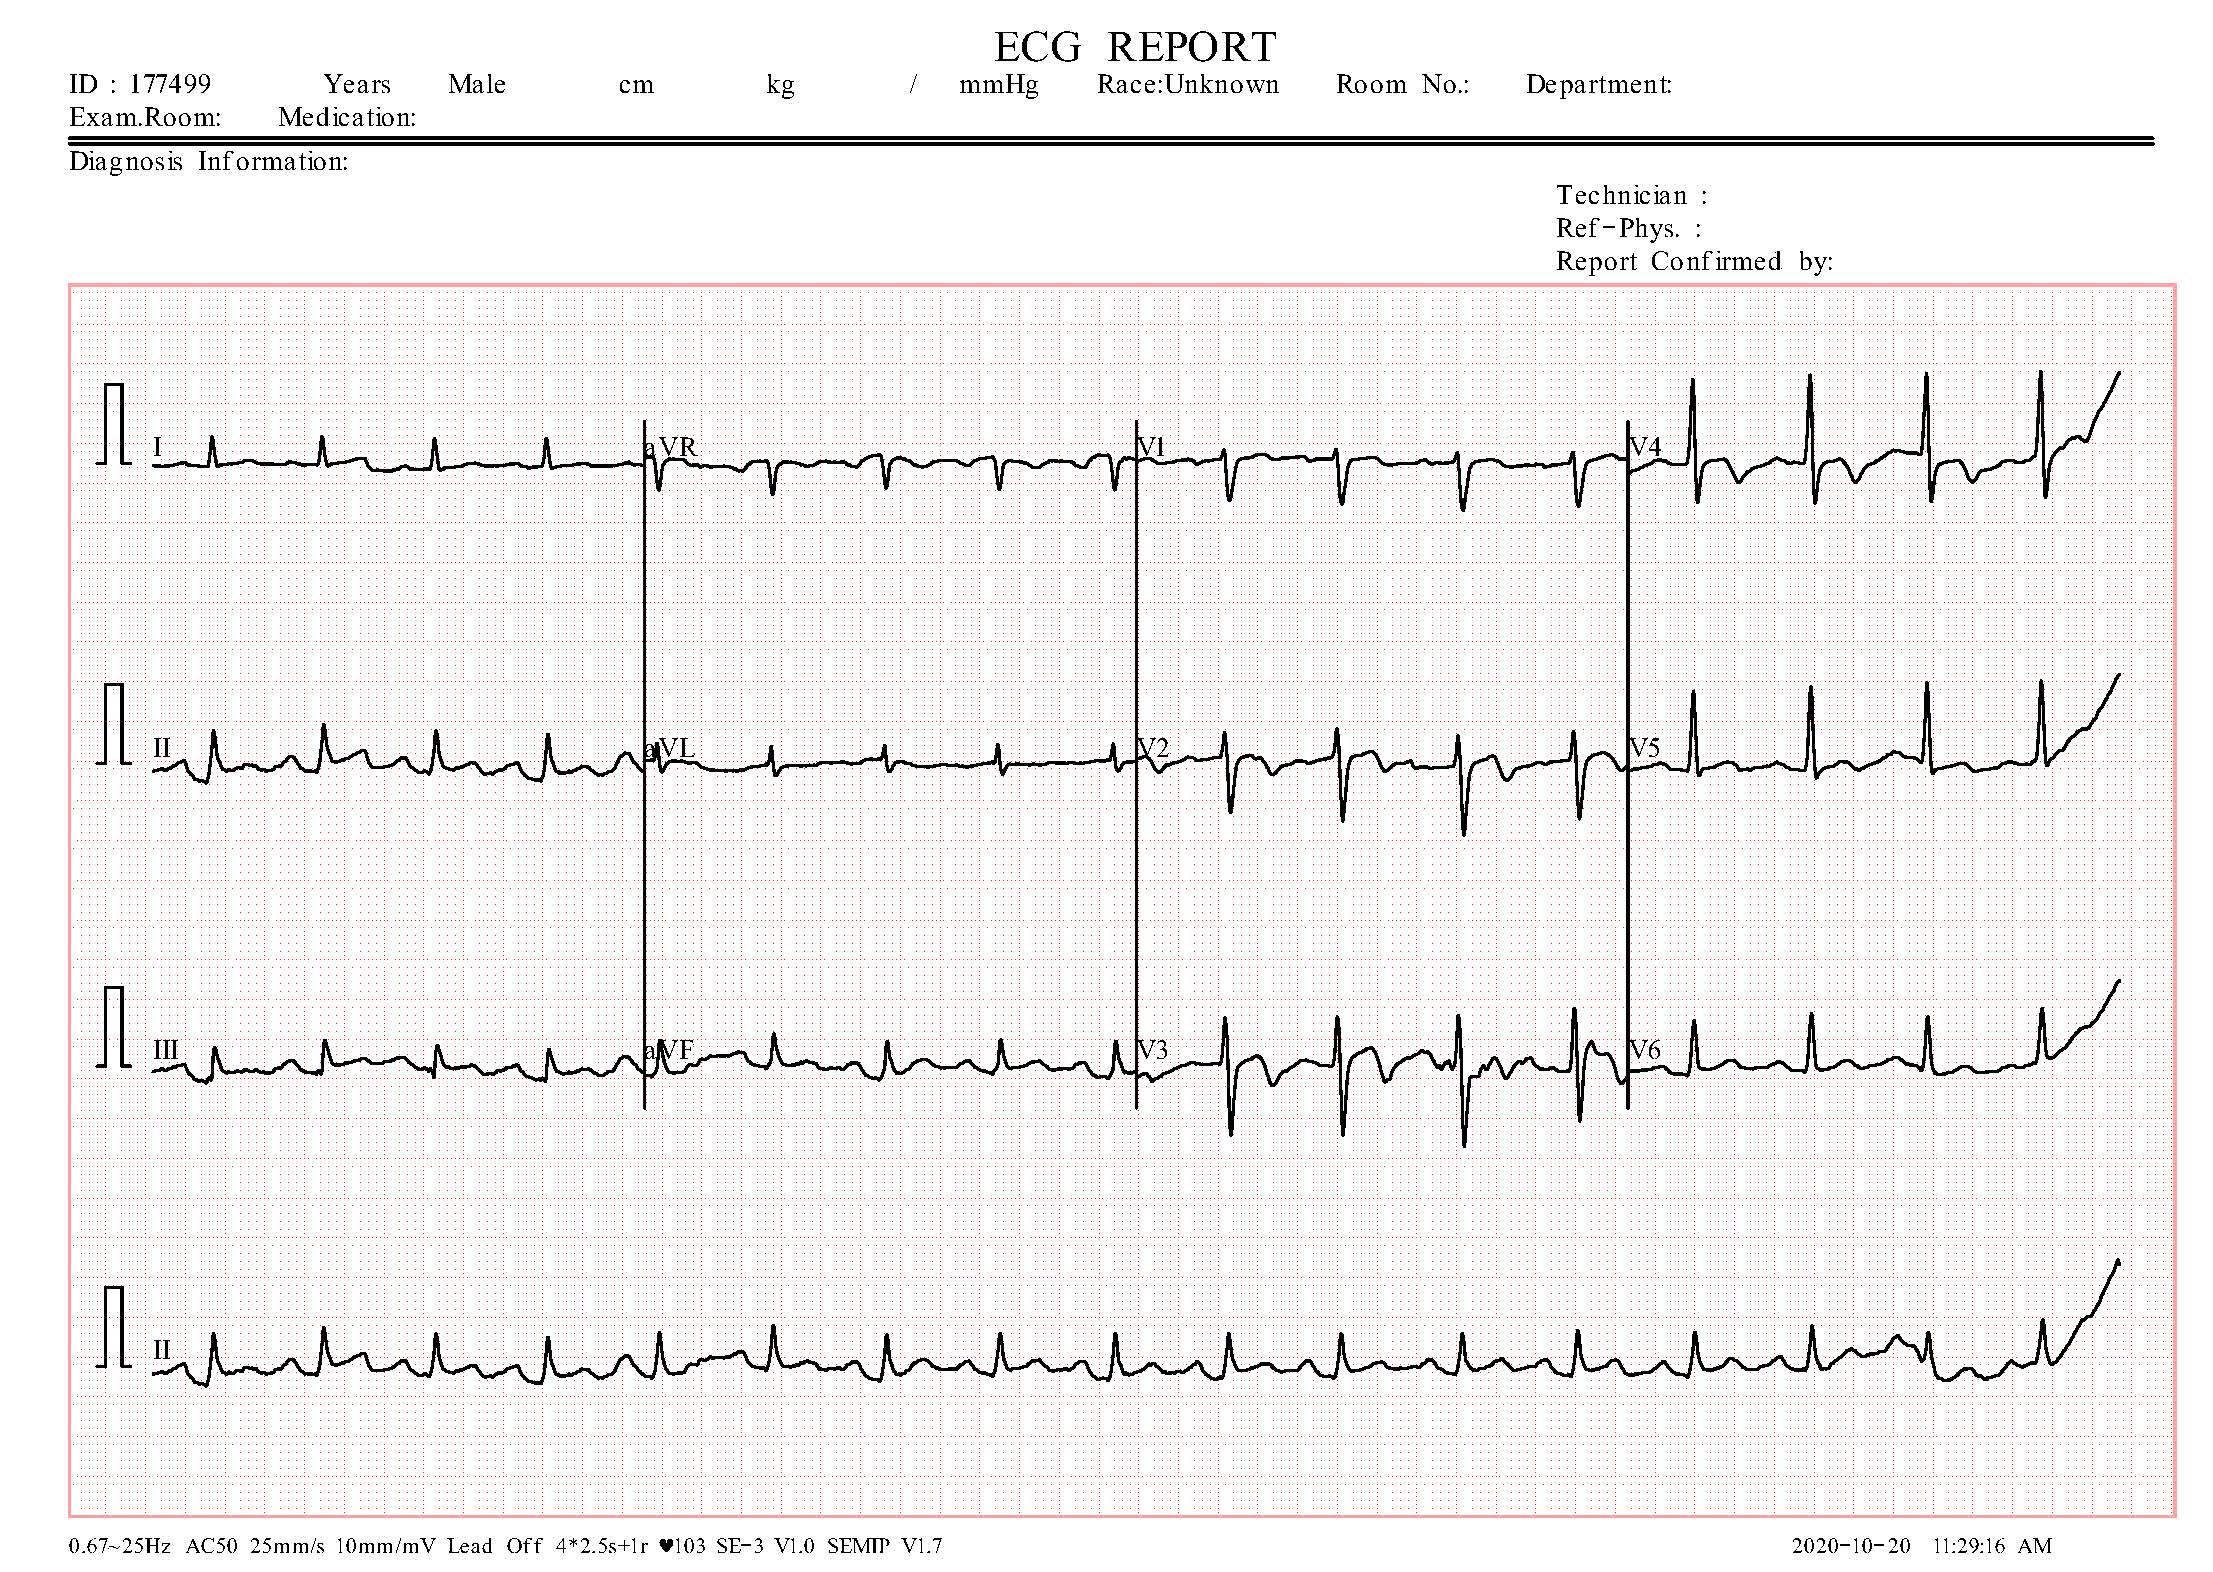 ECG REPORT
ID : 177499 Years Male cm kg / mmHg Race:Unknown Room No.: Department:
Exam.Room: Medication:
Diagnosis Information:
Technician :
Ref-Phys. :
Report Confirmed by:
I aVR V1 V4
II aVL V2 V5
III aVF V3 V6
II
0.67~25Hz AC50 25mm/s 10mm/mV Lead Off 4*2.5s+1r ♥103 SE-3 V1.0 SEMIP V1.7 2020-10-20 11:29:16 AM